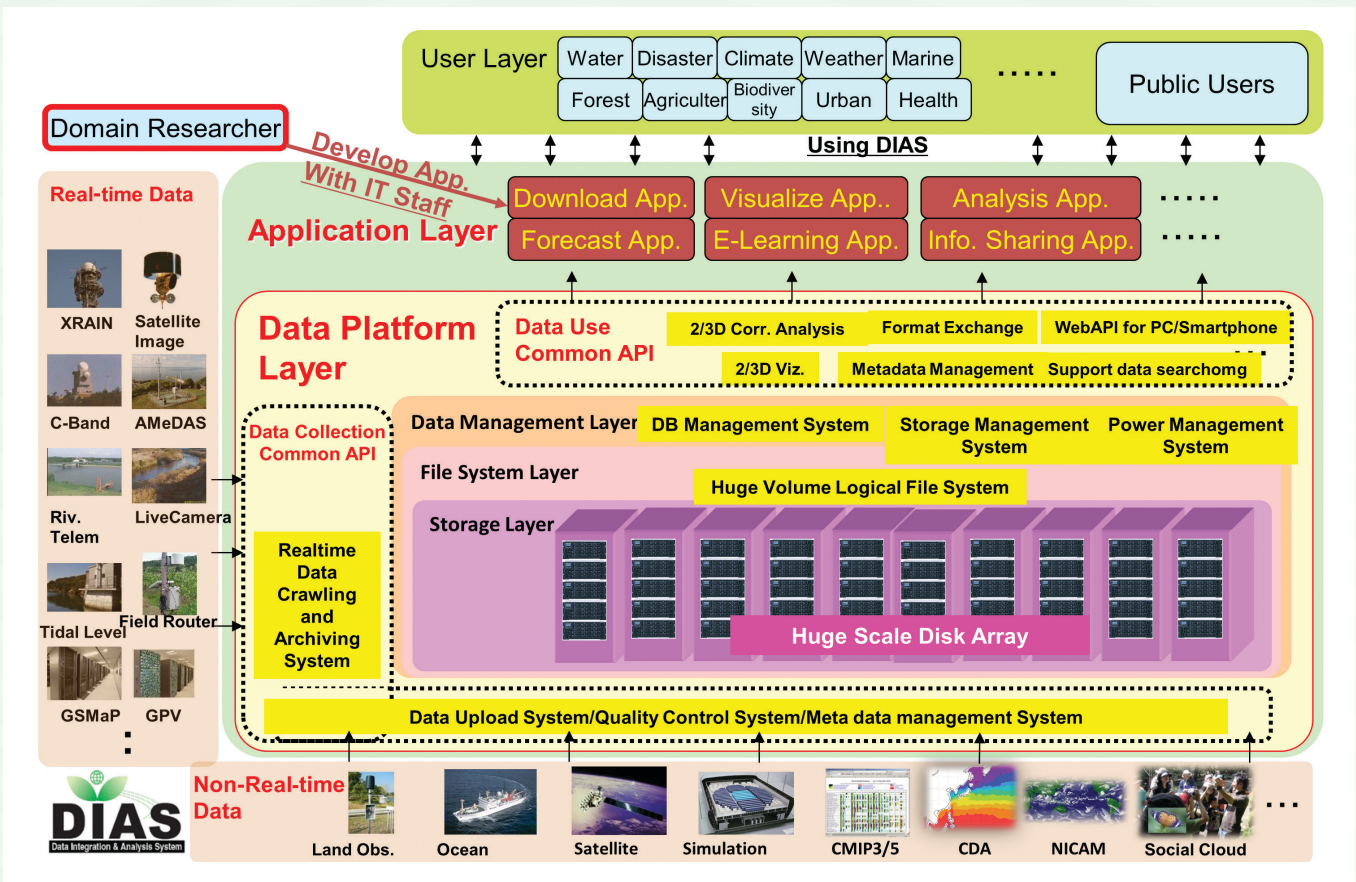 User Layer
Water
Disaster
Climate
Weather
Marine
Forest
Agriculter
Biodiver
sity
Urban
Health
.....
Public Users
Using DIAS
Domain Researcher
Develop App.
With IT Staff
Application Layer
Download App.
Visualize App..
Analysis App.
.....
Forecast App.
E-Learning App.
Info. Sharing App.
.....
Real-time Data
XRAIN
Satellite
Image
C-Band
AMeDAS
Riv.
Telem
LiveCamera
Tidal Level
Field Router
GSMaP
GPV
:
Data Platform
Layer
Data Use
Common API
2/3D Corr. Analysis
Format Exchange
WebAPI for PC/Smartphone
...
2/3D Viz.
Metadata Management
Support data searchomg
Data Collection
Common API
Realtime
Data
Crawling
and
Archiving
System
Data Management Layer
DB Management System
Storage Management
System
Power Management
System
File System Layer
Huge Volume Logical File System
Storage Layer
Huge Scale Disk Array
Data Upload System/Quality Control System/Meta data management System
DIAS
Data Integration & Analysis System
Non-Real-time
Data
Land Obs.
Ocean
Satellite
Simulation
CMIP3/5
CDA
NICAM
Social Cloud
...